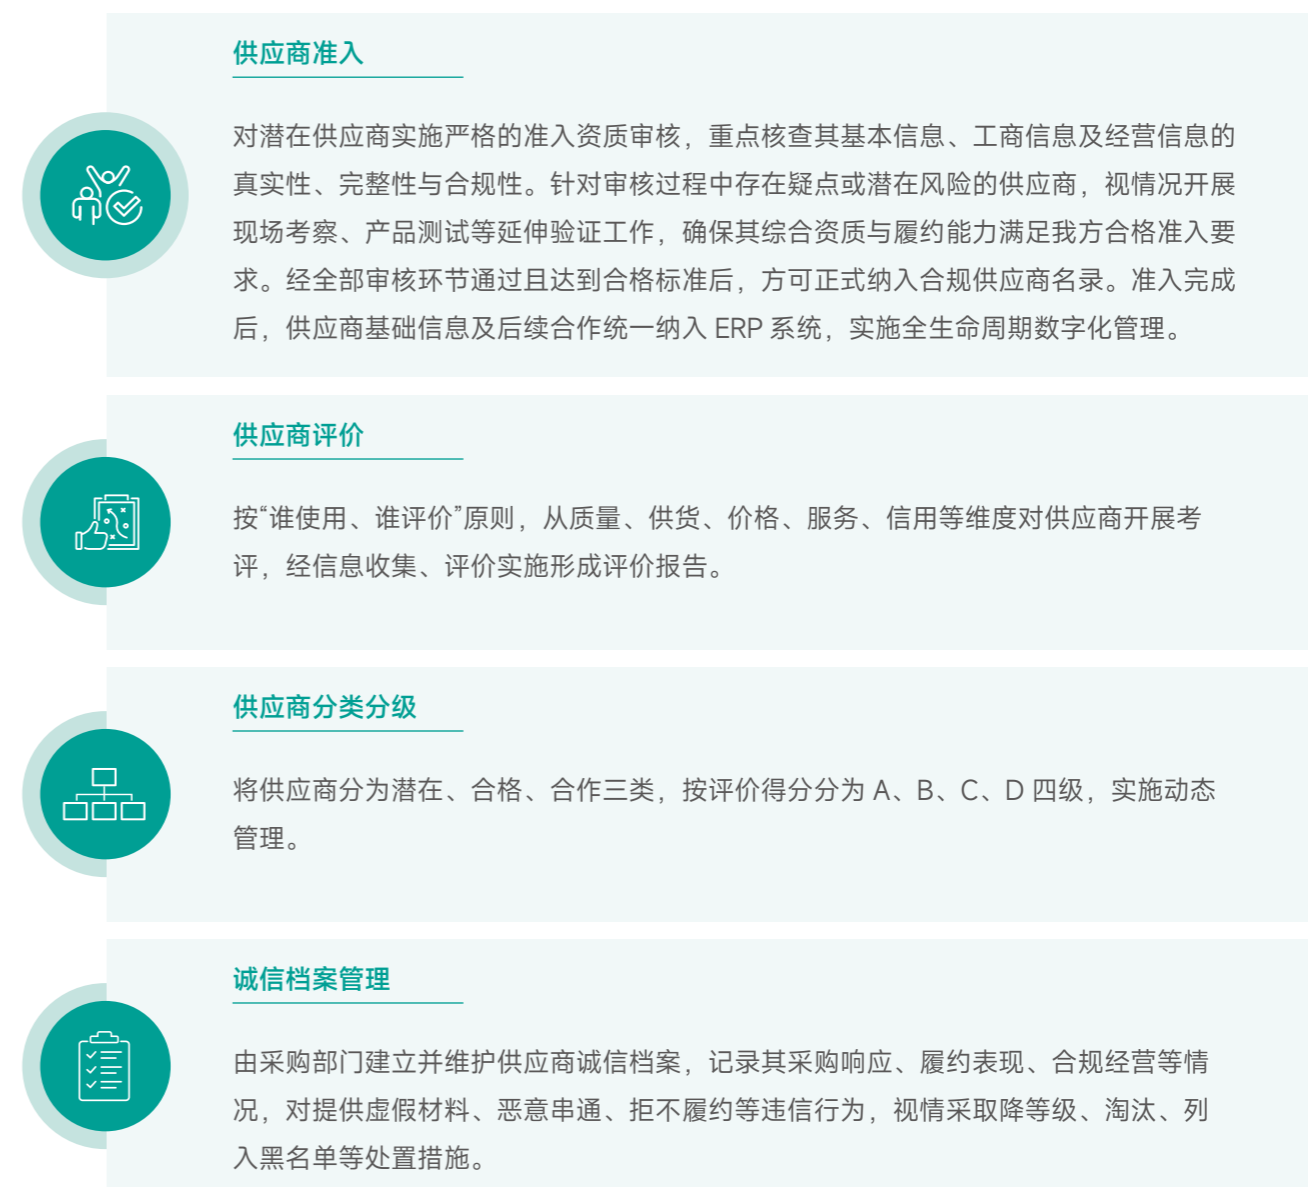 供应商准入
对潜在供应商实施严格的准入资质审核，重点核查其基本信息、工商信息及经营信息的
真实性、完整性与合规性。针对审核过程中存在疑点或潜在风险的供应商，视情况开展
现场考察、产品测试等延伸验证工作，确保其综合资质与履约能力满足我方合格准入要
求。经全部审核环节通过且达到合格标准后，方可正式纳入合规供应商名录。准入完成
后，供应商基础信息及后续合作统一纳入 ERP 系统，实施全生命周期数字化管理。
供应商评价
按“谁使用、谁评价”原则，从质量、供货、价格、服务、信用等维度对供应商开展考
评，经信息收集、评价实施形成评价报告。
供应商分类分级
将供应商分为潜在、合格、合作三类，按评价得分分为 A、B、C、D 四级，实施动态
管理。
诚信档案管理
由采购部门建立并维护供应商诚信档案，记录其采购响应、履约表现、合规经营等情
况，对提供虚假材料、恶意串通、拒不履约等违信行为，视情采取降等级、淘汰、列
入黑名单等处置措施。